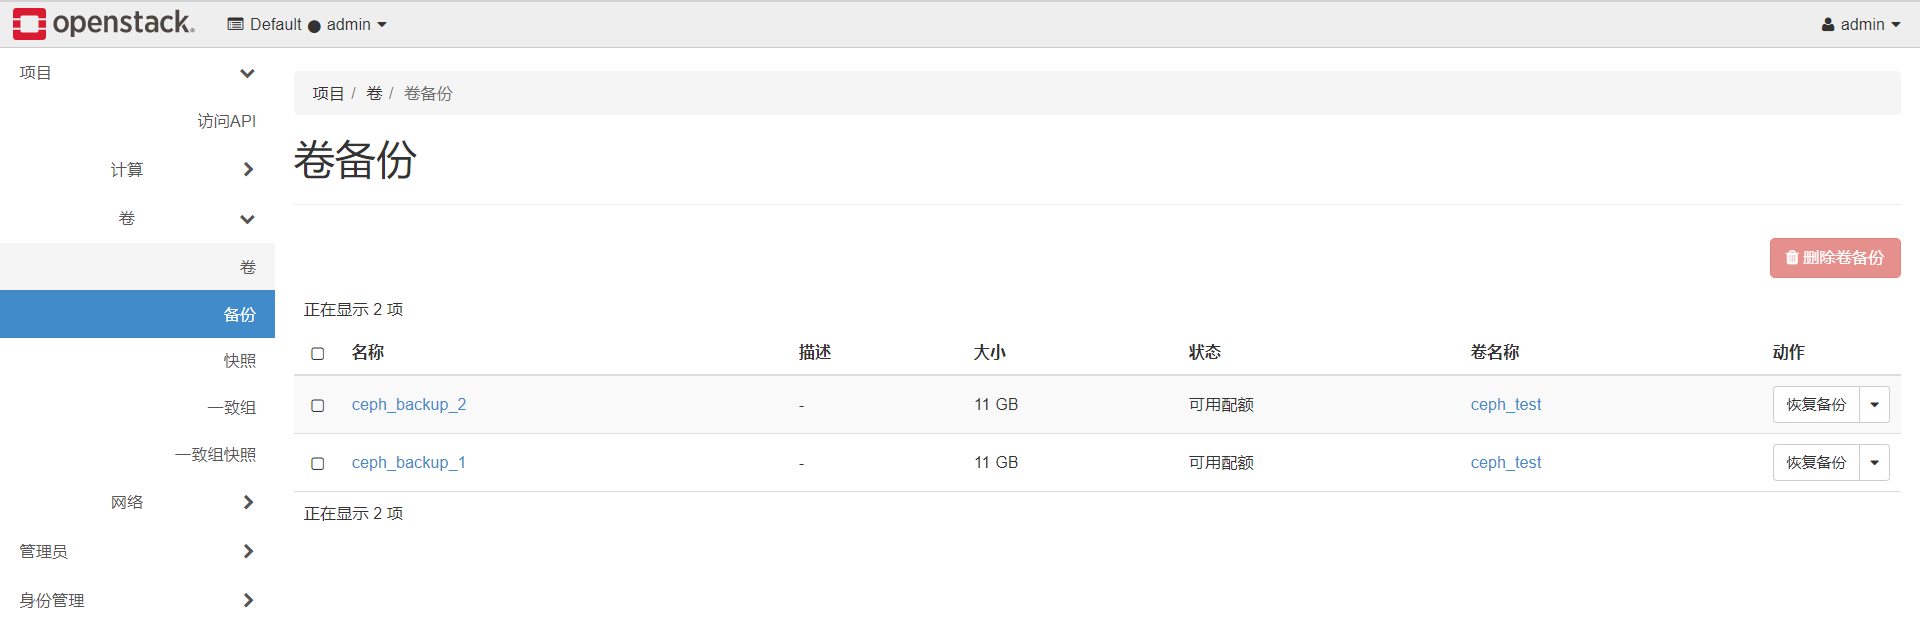 openstack. Default ● admin admin
项目
访问API
计算
卷
卷
备份
快照
一致组
一致组快照
网络
管理员
身份管理
项目 / 卷 / 卷备份
卷备份
删除卷备份
正在显示 2 项
名称 描述 大小 状态 卷名称 动作
ceph_backup_2 - 11 GB 可用配额 ceph_test 恢复备份
ceph_backup_1 - 11 GB 可用配额 ceph_test 恢复备份
正在显示 2 项